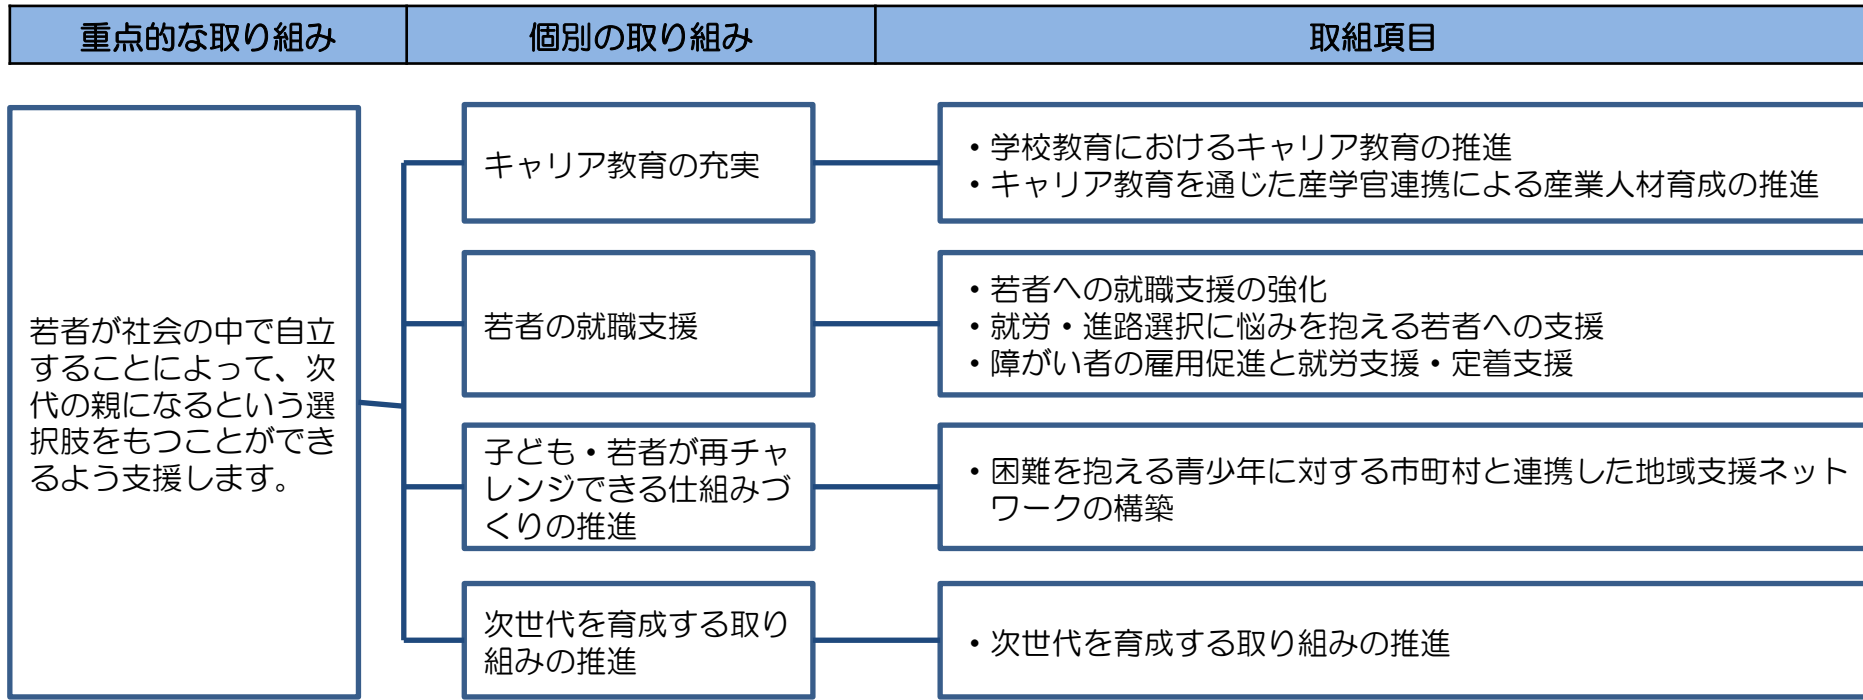 重点的な取り組み
個別の取り組み
取組項目
若者が社会の中で自立
することによって、次
代の親になるという選
択肢をもつことができ
るよう支援します。
キャリア教育の充実
・学校教育におけるキャリア教育の推進
・キャリア教育を通じた産学官連携による産業人材育成の推進
若者の就職支援
・若者への就職支援の強化
・就労・進路選択に悩みを抱える若者への支援
・障がい者の雇用促進と就労支援・定着支援
子ども・若者が再チャ
レンジできる仕組みづ
くりの推進
・困難を抱える青少年に対する市町村と連携した地域支援ネット
ワークの構築
次世代を育成する取り
組みの推進
・次世代を育成する取り組みの推進